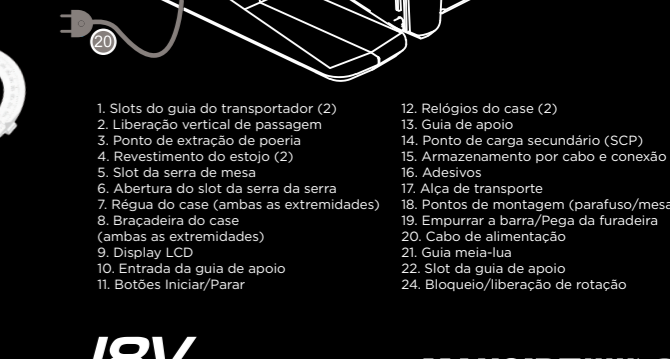 20
1. Slots do guia do transportador (2)
2. Liberação vertical de passagem
3. Ponto de extração de poeria
4. Revestimento do estojo (2)
5. Slot da serra de mesa
6. Abertura do slot da serra da serra
7. Régua do case (ambas as extremidades)
8. Braçadeira do case
(ambas as extremidades)
9. Display LCD
10. Entrada da guia de apoio
11. Botões Iniciar/Parar
12. Relógios do case (2)
13. Guia de apoio
14. Ponto de carga secundário (SCP)
15. Armazenamento por cabo e conexão
16. Adesivos
17. Alça de transporte
18. Pontos de montagem (parafuso/mesa
19. Empurrar a barra/Pega da furadeira
20. Cabo de alimentação
21. Guia meia-lua
22. Slot da guia de apoio
24. Bloqueio/liberação de rotação
18V